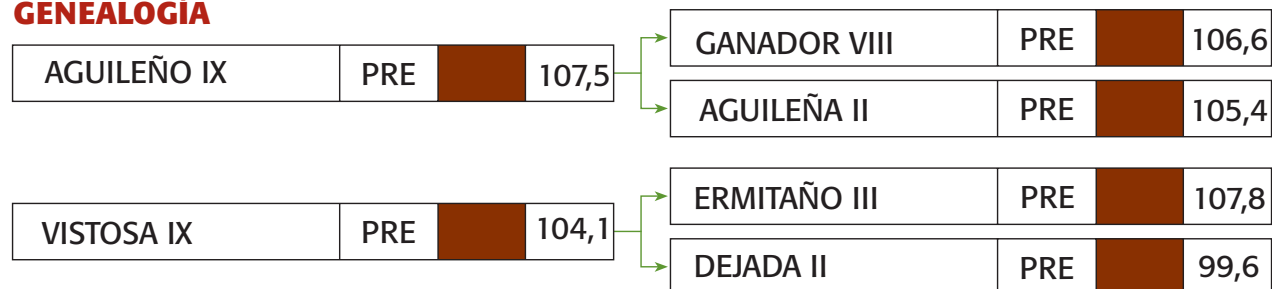 GENEALOGÍA
AGUILEÑO IX PRE 107,5
GANADOR VIII PRE 106,6
AGUILEÑA II PRE 105,4
VISTOSA IX PRE 104,1
ERMITAÑO III PRE 107,8
DEJADA II PRE 99,6